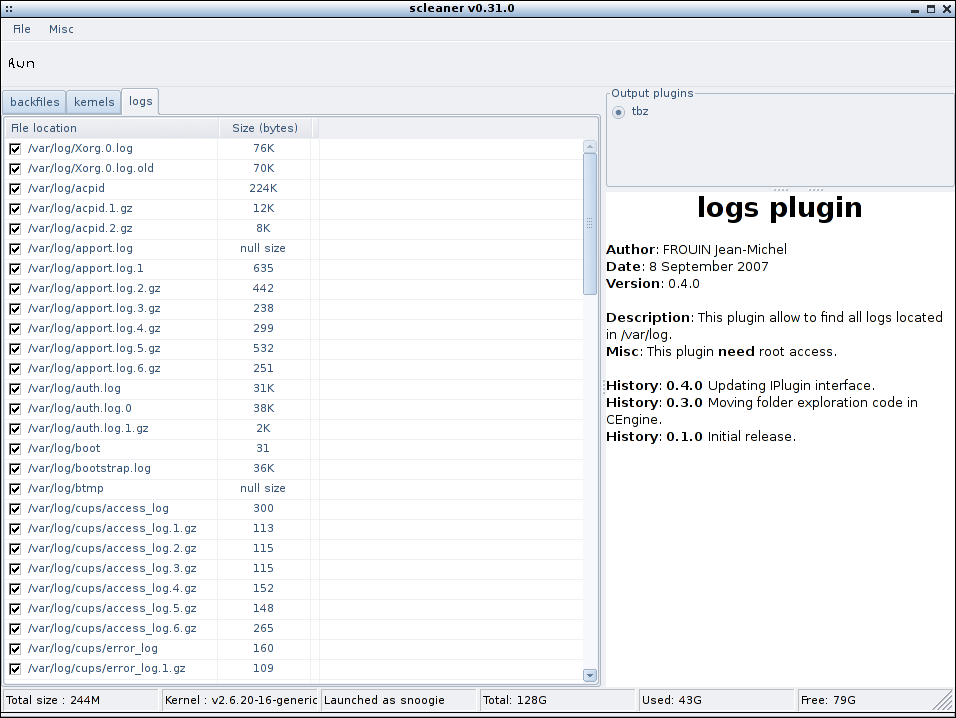 scleaner v0.31.0
File Misc
Run
backfiles kernels logs
File location Size (bytes)
/var/log/Xorg.0.log 76K
/var/log/Xorg.0.log.old 70K
/var/log/acpid 224K
/var/log/acpid.1.gz 12K
/var/log/acpid.2.gz 8K
/var/log/apport.log null size
/var/log/apport.log.1 635
/var/log/apport.log.2.gz 442
/var/log/apport.log.3.gz 238
/var/log/apport.log.4.gz 299
/var/log/apport.log.5.gz 532
/var/log/apport.log.6.gz 251
/var/log/auth.log 31K
/var/log/auth.log.0 38K
/var/log/auth.log.1.gz 2K
/var/log/boot 31
/var/log/bootstrap.log 36K
/var/log/btmp null size
/var/log/cups/access_log 300
/var/log/cups/access_log.1.gz 113
/var/log/cups/access_log.2.gz 115
/var/log/cups/access_log.3.gz 115
/var/log/cups/access_log.4.gz 152
/var/log/cups/access_log.5.gz 148
/var/log/cups/access_log.6.gz 265
/var/log/cups/error_log 160
/var/log/cups/error_log.1.gz 109
Output plugins
tbz
logs plugin
Author: FROUIN Jean-Michel
Date: 8 September 2007
Version: 0.4.0
Description: This plugin allow to find all logs located
in /var/log.
Misc: This plugin need root access.
History: 0.4.0 Updating IPlugin interface.
History: 0.3.0 Moving folder exploration code in
CEngine.
History: 0.1.0 Initial release.
Total size : 244M Kernel : v2.6.20-16-generic Launched as snoogie Total: 128G Used: 43G Free: 79G